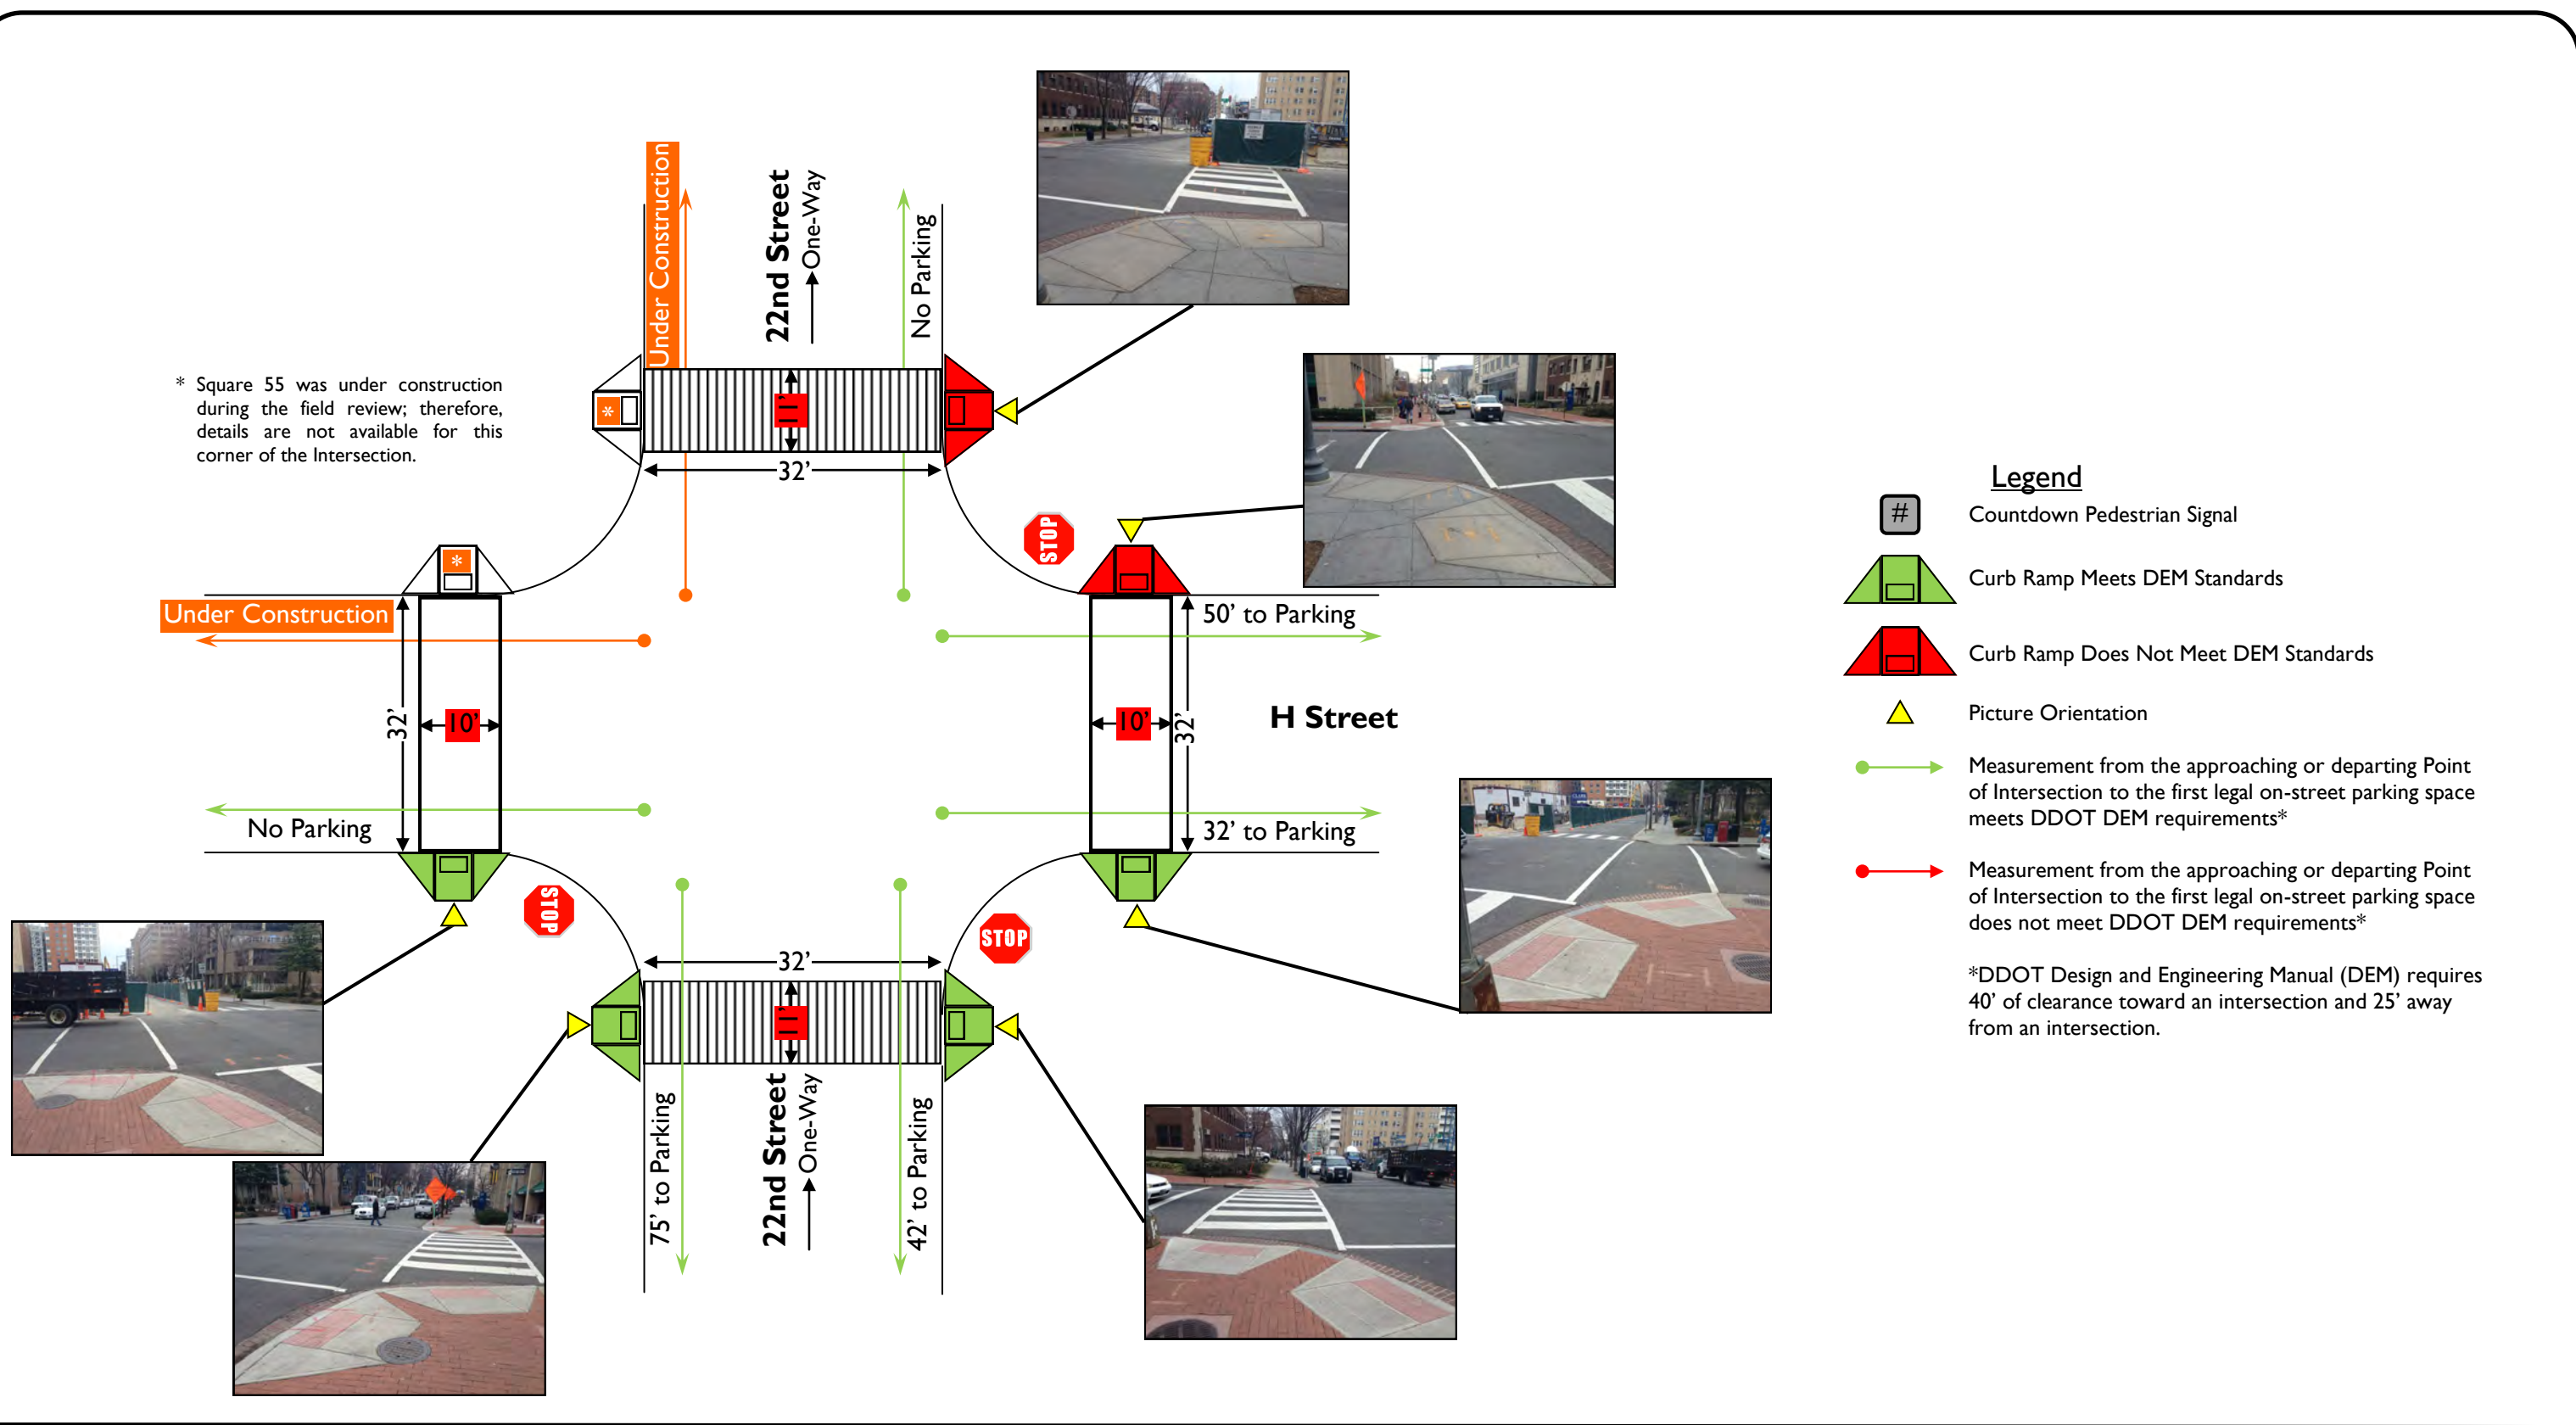 Under Construction
22nd Street
One-Way
No Parking
* Square 55 was under construction
during the field review; therefore,
details are not available for this
corner of the Intersection.
*
11'
32'
STOP
*
Under Construction
50' to Parking
32'
10'
10'
32'
H Street
No Parking
32' to Parking
STOP
STOP
32'
11'
75' to Parking
22nd Street
One-Way
42' to Parking
Legend
# Countdown Pedestrian Signal
Curb Ramp Meets DEM Standards
Curb Ramp Does Not Meet DEM Standards
Picture Orientation
Measurement from the approaching or departing Point
of Intersection to the first legal on-street parking space
meets DDOT DEM requirements*
Measurement from the approaching or departing Point
of Intersection to the first legal on-street parking space
does not meet DDOT DEM requirements*
*DDOT Design and Engineering Manual (DEM) requires
40' of clearance toward an intersection and 25' away
from an intersection.